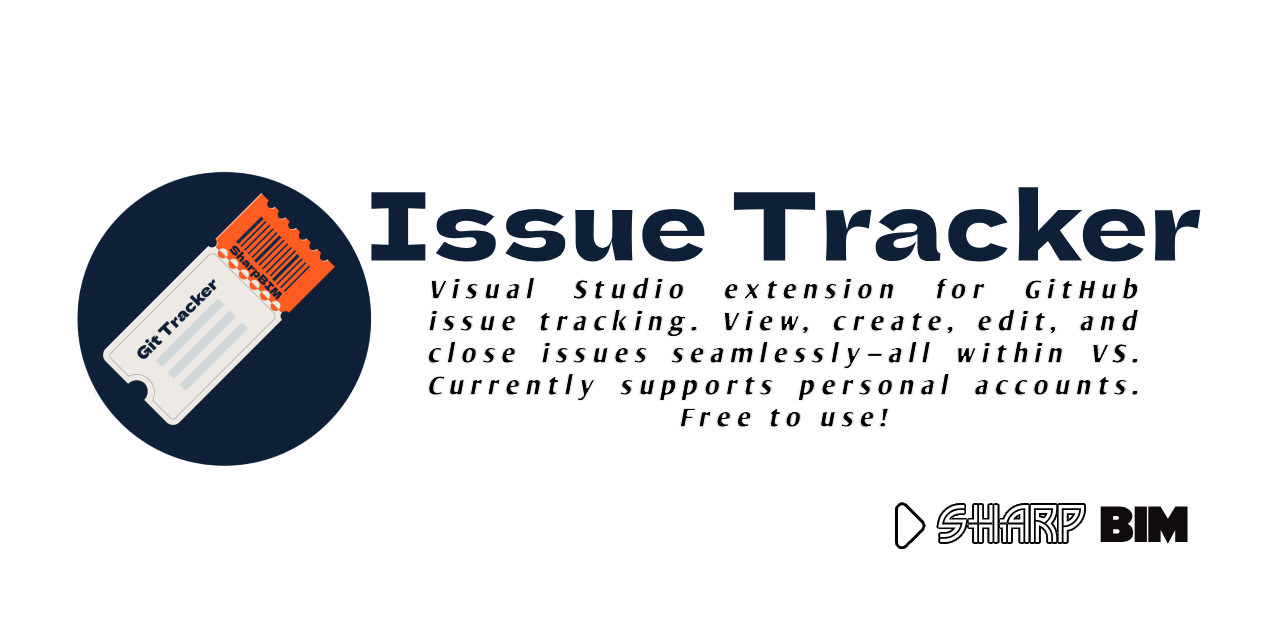 Issue Tracker
Visual Studio extension for GitHub
issue tracking. View, create, edit, and
close issues seamlessly—all within VS.
Currently supports personal accounts.
Free to use!
SharpBIM
Git Tracker
SHARP BIM